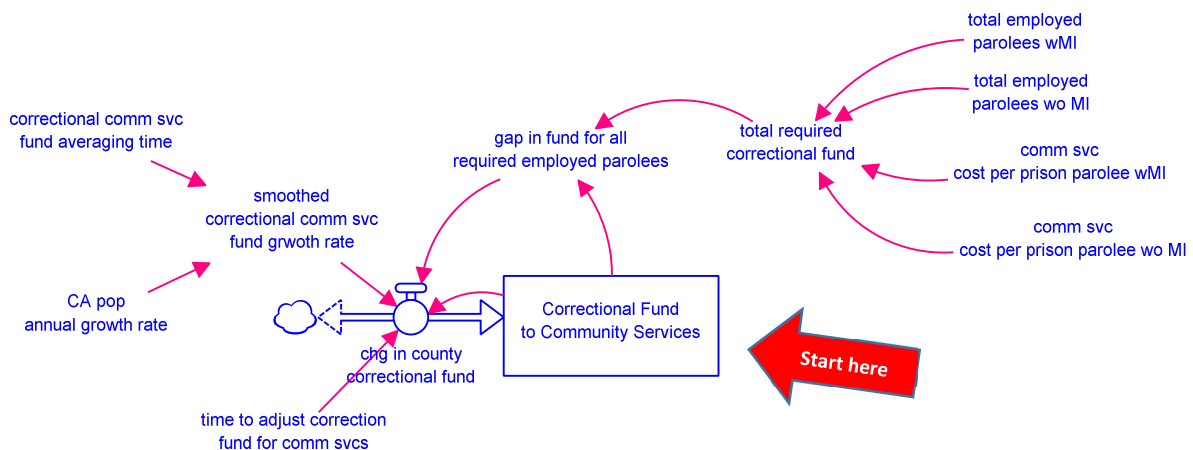 total employed
parolees wMI
total employed
parolees wo MI
correctional comm svc
fund averaging time
gap in fund for all
required employed parolees
total required
correctional fund
comm svc
cost per prison parolee wMI
smoothed
correctional comm svc
fund grwoth rate
comm svc
cost per prison parolee wo MI
CA pop
annual growth rate
Correctional Fund
to Community Services
chg in county
correctional fund
Start here
time to adjust correction
fund for comm svcs